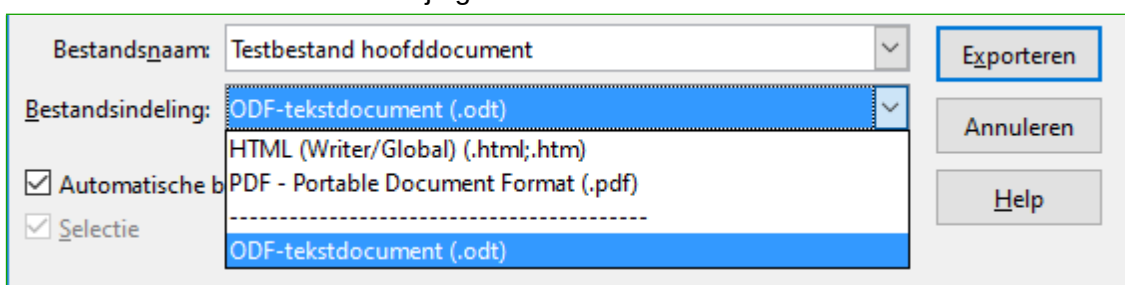 Bestandsnaam: Testbestand hoofddocument
Exporteren
Bestandsindeling: ODF-tekstdocument (.odt)
Annuleren
HTML (Writer/Global) (.html;.htm)
Automatische b
PDF - Portable Document Format (.pdf)
Help
------------------------------------------
Selectie
ODF-tekstdocument (.odt)